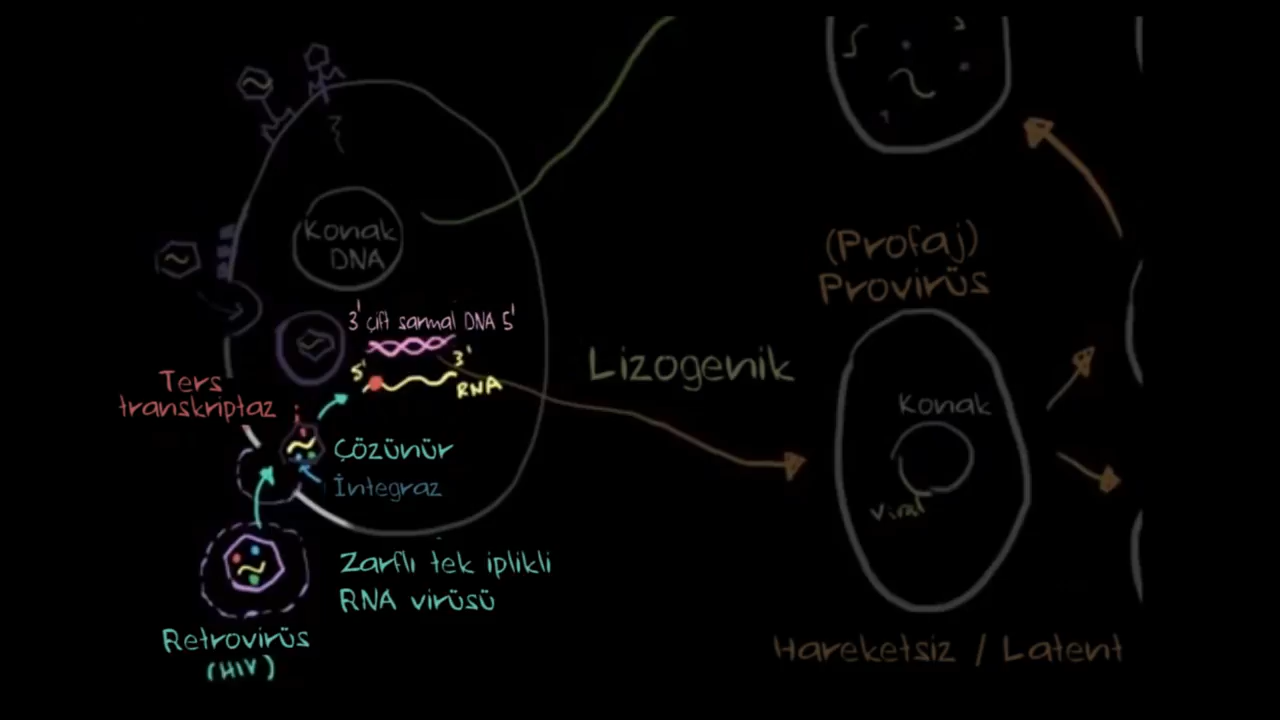 Konak
DNA
3' çift sarmal DNA 5'
5' 3'
RNA
Ters
transkriptaz
Çözünür
İntegraz
Zarflı tek iplikli
RNA virüsü
Retrovirüs
(HIV)
Lizogenik
(Profaj)
Provirüs
Konak
Viral
Hareketsiz / Latent